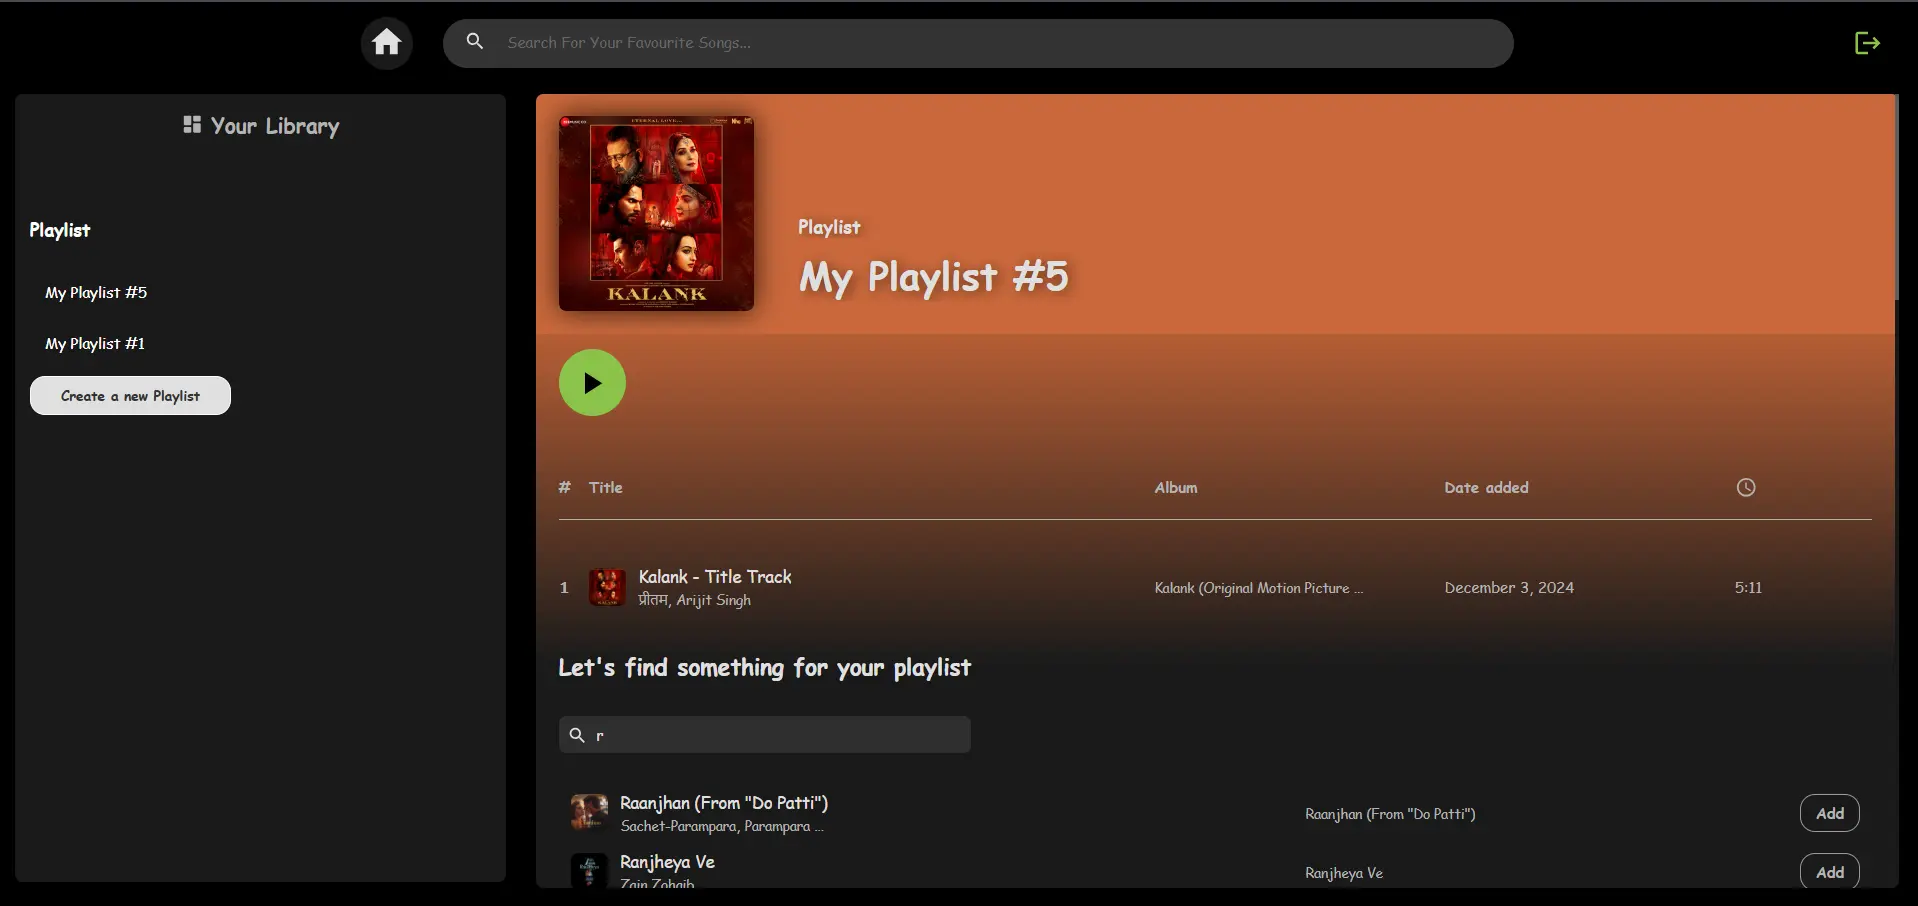 Search For Your Favourite Songs...
Your Library
Playlist
My Playlist #5
My Playlist #1
Create a new Playlist
ETERNAL LOVE...
KALANK
Playlist
My Playlist #5
# Title Album Date added
1 Kalank - Title Track Kalank (Original Motion Picture ... December 3, 2024 5:11
प्रीतम, Arijit Singh
Let's find something for your playlist
r
Raanjhan (From "Do Patti") Raanjhan (From "Do Patti") Add
Sachet-Parampara, Parampara ...
Ranjheya Ve Ranjheya Ve Add
Zain Zohaib